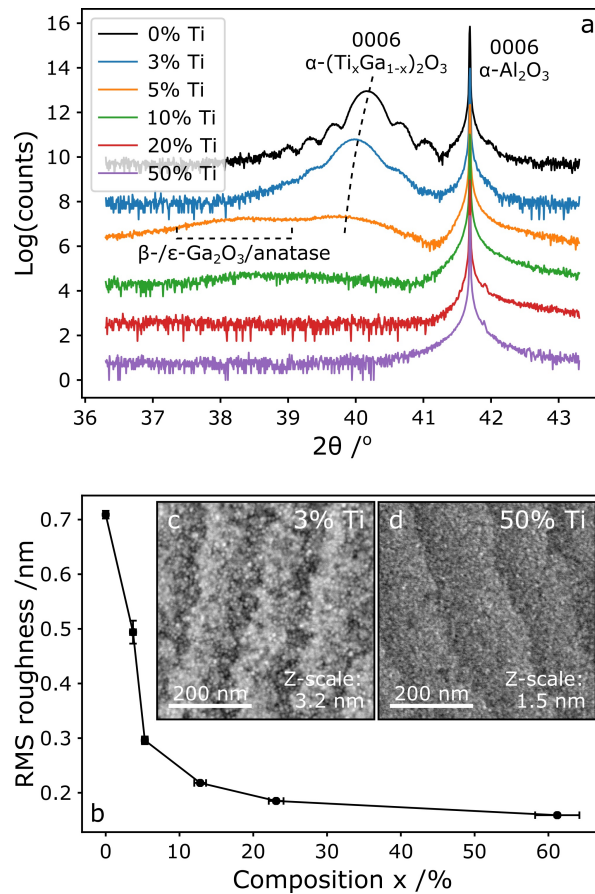 16
14
12
10
8
6
4
2
0
Log(counts)
0% Ti
3% Ti
5% Ti
10% Ti
20% Ti
50% Ti
0006
α-(TiₓGa₁₋ₓ)₂O₃
0006
α-Al₂O₃
a
β-/ε-Ga₂O₃/anatase
36 37 38 39 40 41 42 43
2θ /°
0.7
0.6
0.5
0.4
0.3
0.2
RMS roughness /nm
c 3% Ti
200 nm
Z-scale:
3.2 nm
d 50% Ti
200 nm
Z-scale:
1.5 nm
b
0 10 20 30 40 50 60
Composition x /%